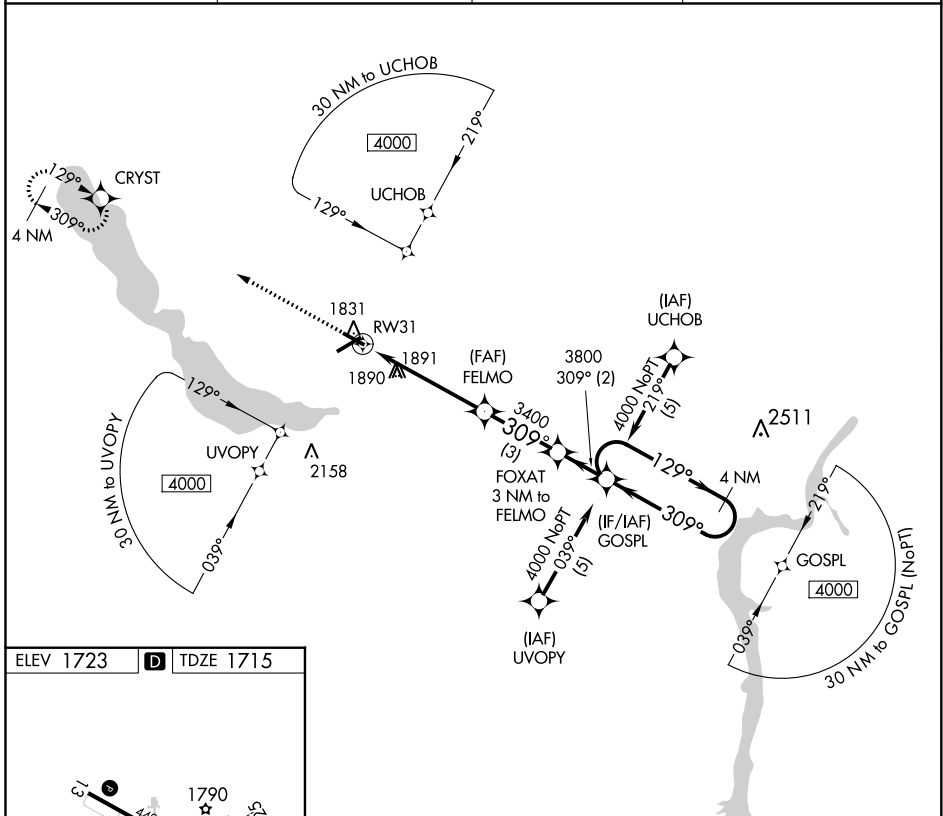 30 NM to UCHOB
4000
219°
UCHOB
129°
129°
CRYST
309°
4 NM
1831
RW31
1891
1890
(FAF)
FELMO
3800
309° (2)
(IAF)
UCHOB
4000 NoPT
219°
(5)
2511
3400
309°
(3)
129°
4 NM
FOXAT
3 NM to
FELMO
309°
(IF/IAF)
GOSPL
4000 NoPT
039°
(5)
(IAF)
UVOPY
129°
UVOPY
2158
4000
30 NM to UVOPY
039°
219°
GOSPL
4000
039°
30 NM to GOSPL (NoPT)
ELEV 1723 D TDZE 1715
13
P
1790